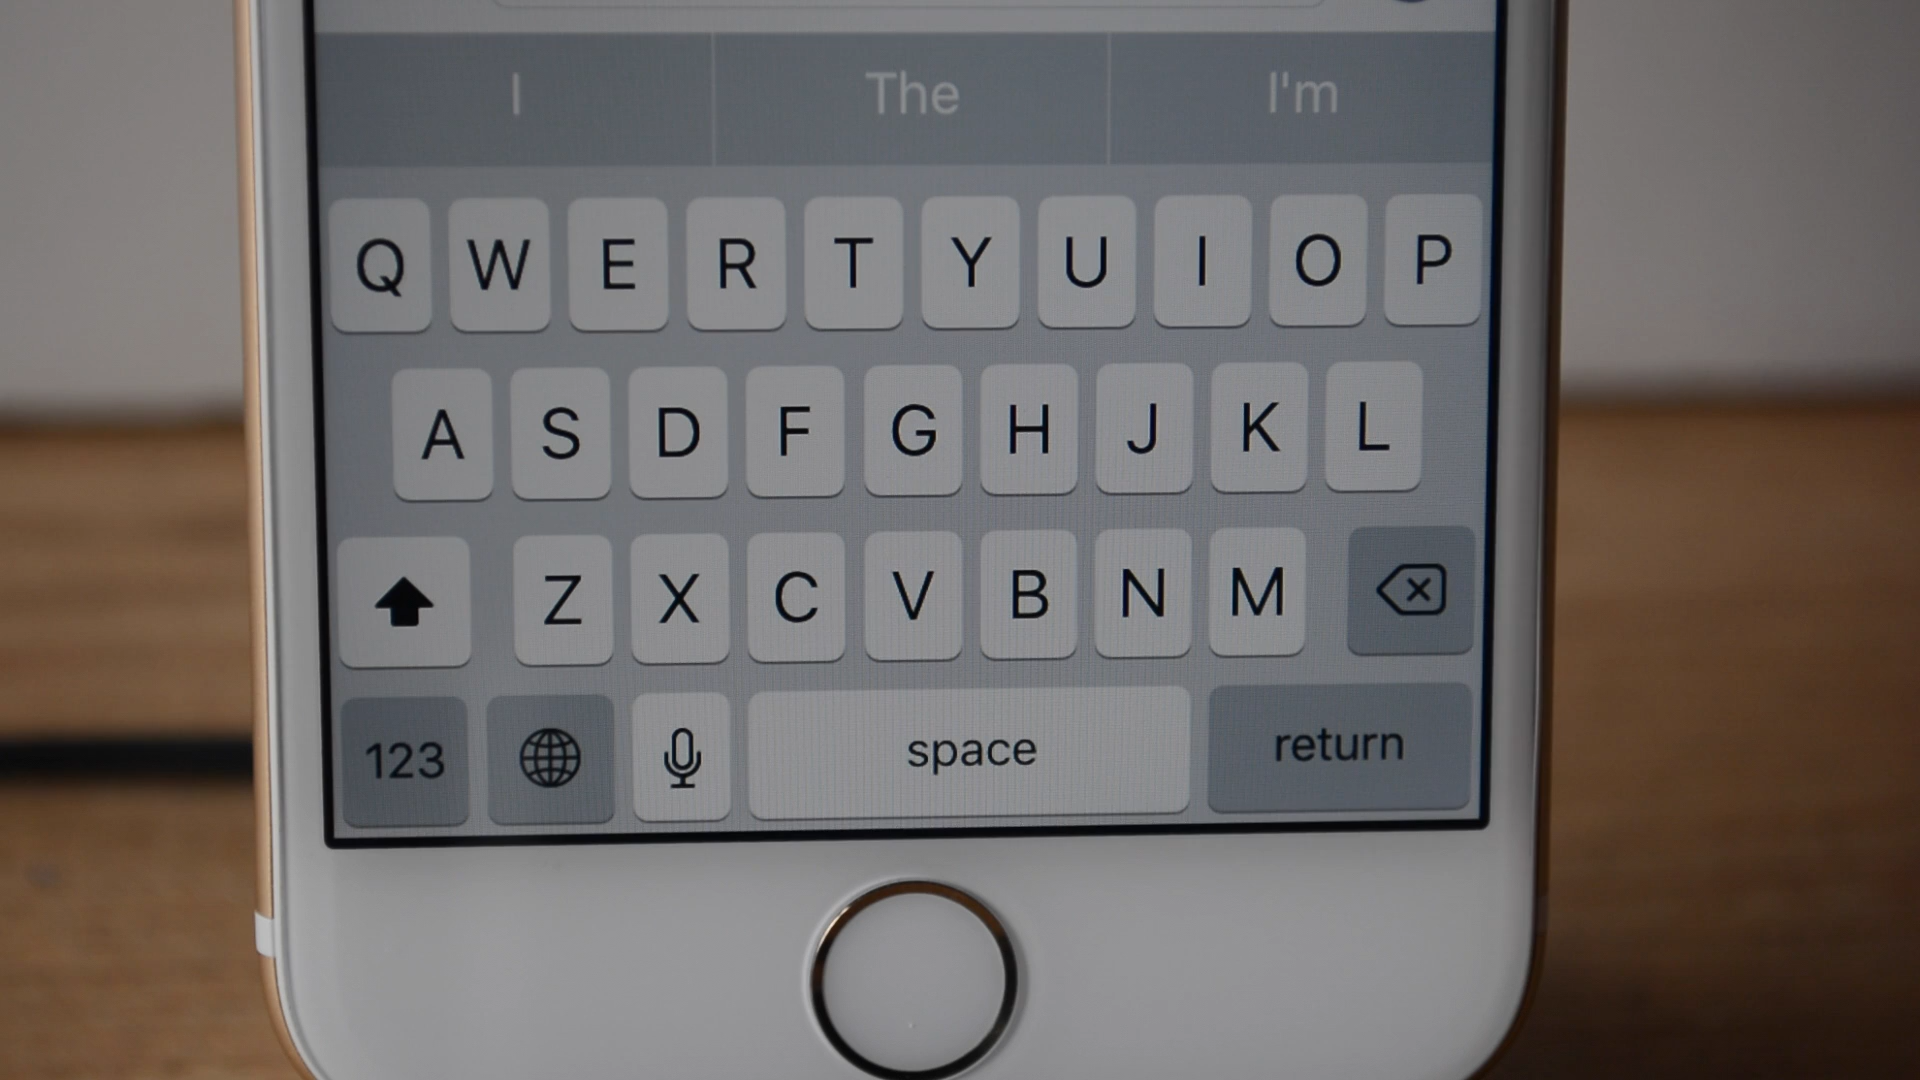 I The I'm
Q W E R T Y U I O P
A S D F G H J K L
Z X C V B N M
123 space return